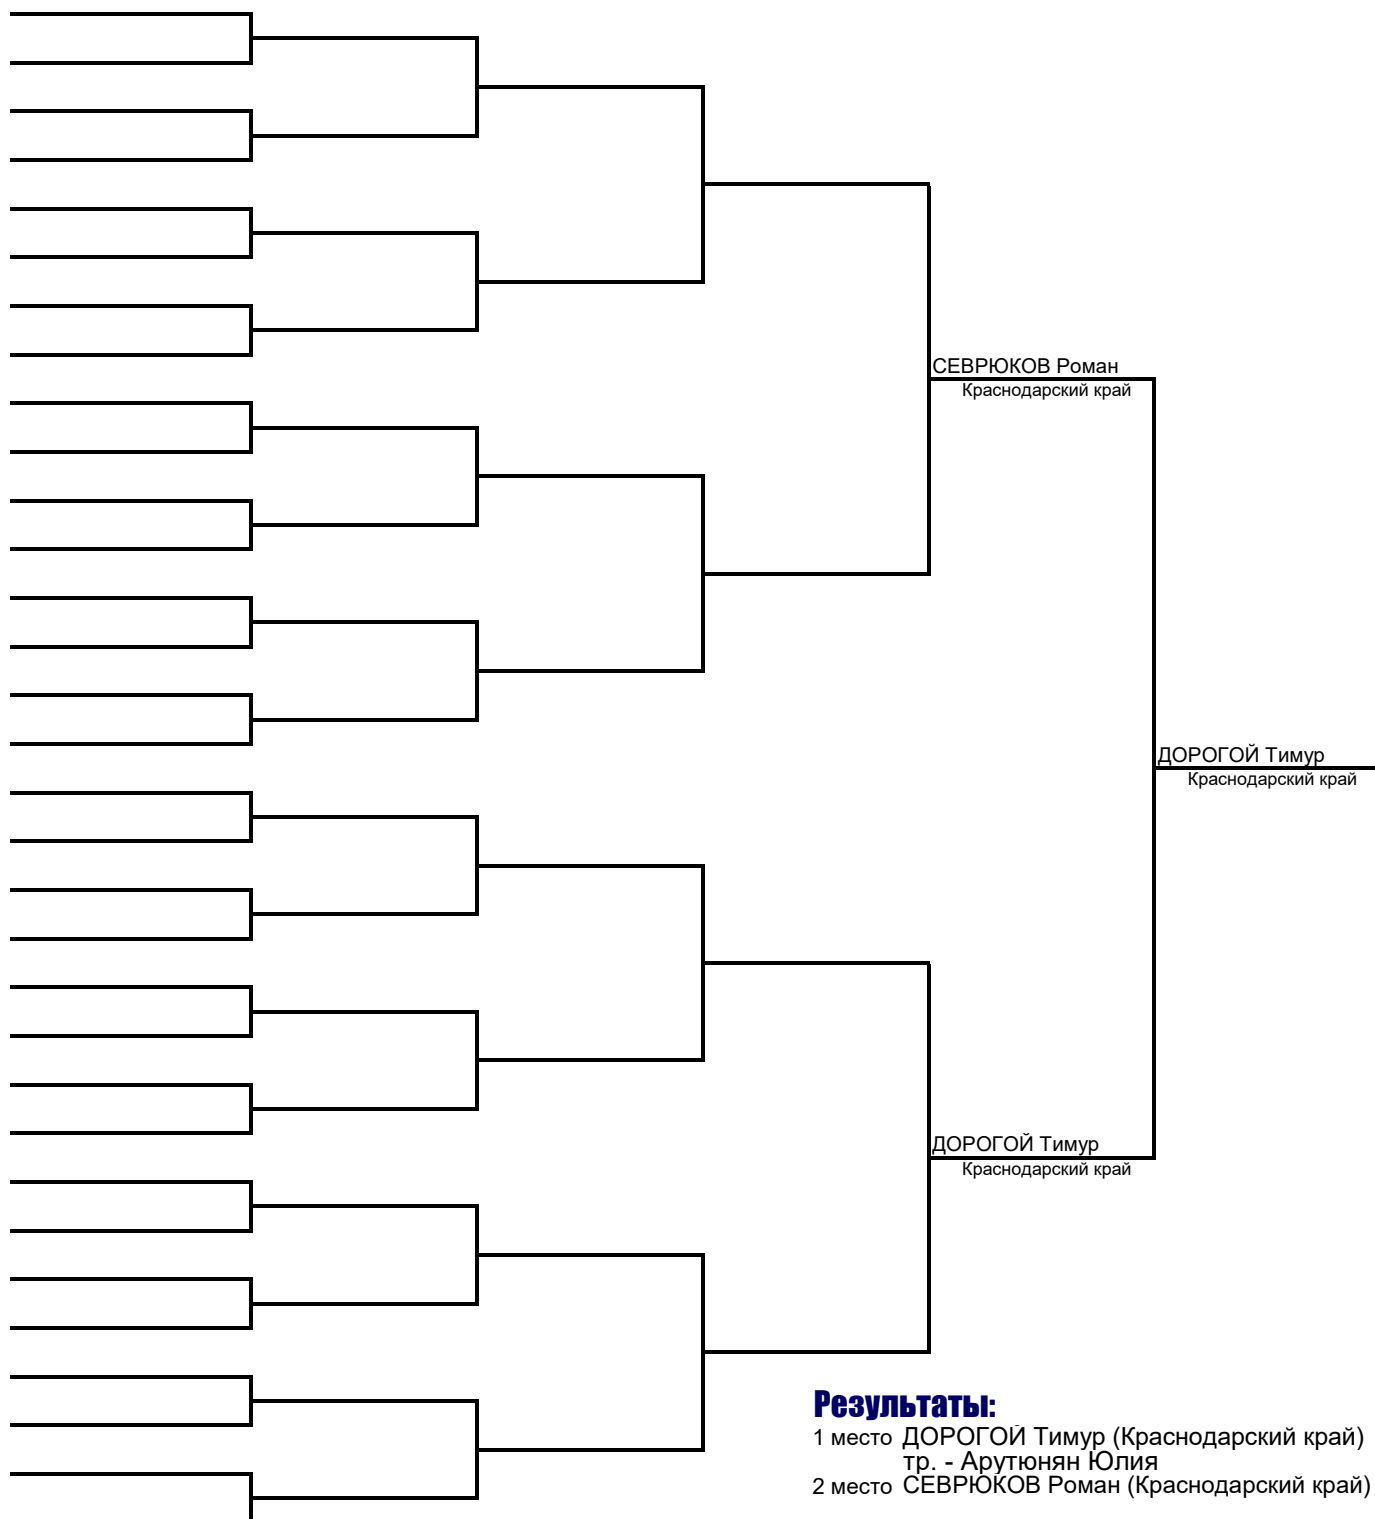 СЕВРЮКОВ Роман
Краснодарский край
ДОРОГОЙ Тимур
Краснодарский край
ДОРОГОЙ Тимур
Краснодарский край
Результаты:
1 место ДОРОГОЙ Тимур (Краснодарский край)
тр. - Арутюнян Юлия
2 место СЕВРЮКОВ Роман (Краснодарский край)